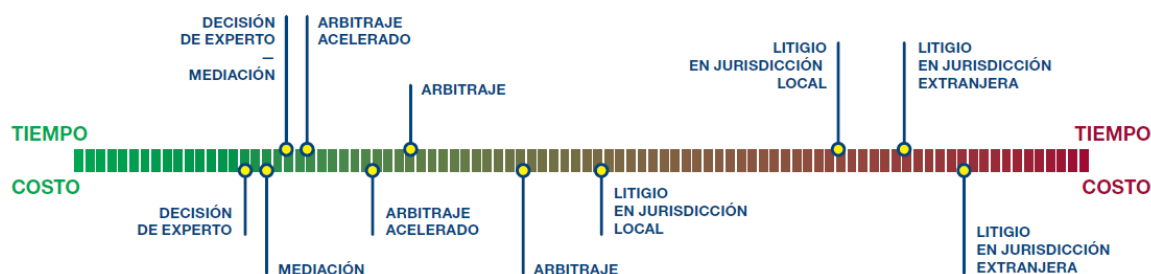 DECISIÓN
DE EXPERTO
—
MEDIACIÓN
ARBITRAJE
ACELERADO
ARBITRAJE
LITIGIO
EN JURISDICCIÓN
LOCAL
LITIGIO
EN JURISDICCIÓN
EXTRANJERA
TIEMPO
TIEMPO
COSTO
COSTO
DECISIÓN
DE EXPERTO
MEDIACIÓN
ARBITRAJE
ACELERADO
ARBITRAJE
LITIGIO
EN JURISDICCIÓN
LOCAL
LITIGIO
EN JURISDICCIÓN
EXTRANJERA